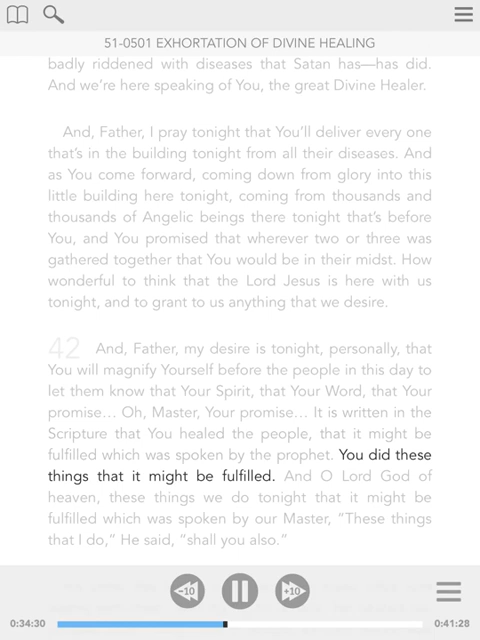 51-0501 EXHORTATION OF DIVINE HEALING
badly ridden with diseases that Satan has—has did.
And we're here speaking of You, the great Divine Healer.
And, Father, I pray tonight that You'll deliver every one
that's in the building tonight from all their diseases. And
as You come forward, coming down from glory into this
little building here tonight, coming from thousands and
thousands of Angelic beings there tonight that's before
You, and You promised that wherever two or three was
gathered together that You would be in their midst. How
wonderful to think that the Lord Jesus is here with us
tonight, and to grant to us anything that we desire.
42 And, Father, my desire is tonight, personally, that
You will magnify Yourself before the people in this day to
let them know that Your Spirit, that Your Word, that Your
promise… Oh, Master, Your promise… It is written in the
Scripture that You healed the people, that it might be
fulfilled which was spoken by the prophet. You did these
things that it might be fulfilled. And O Lord God of
heaven, these things we do tonight that it might be
fulfilled which was spoken by our Master, “These things
that I do,” He said, “shall you also.”
-10 +10
0:34:30 0:41:28